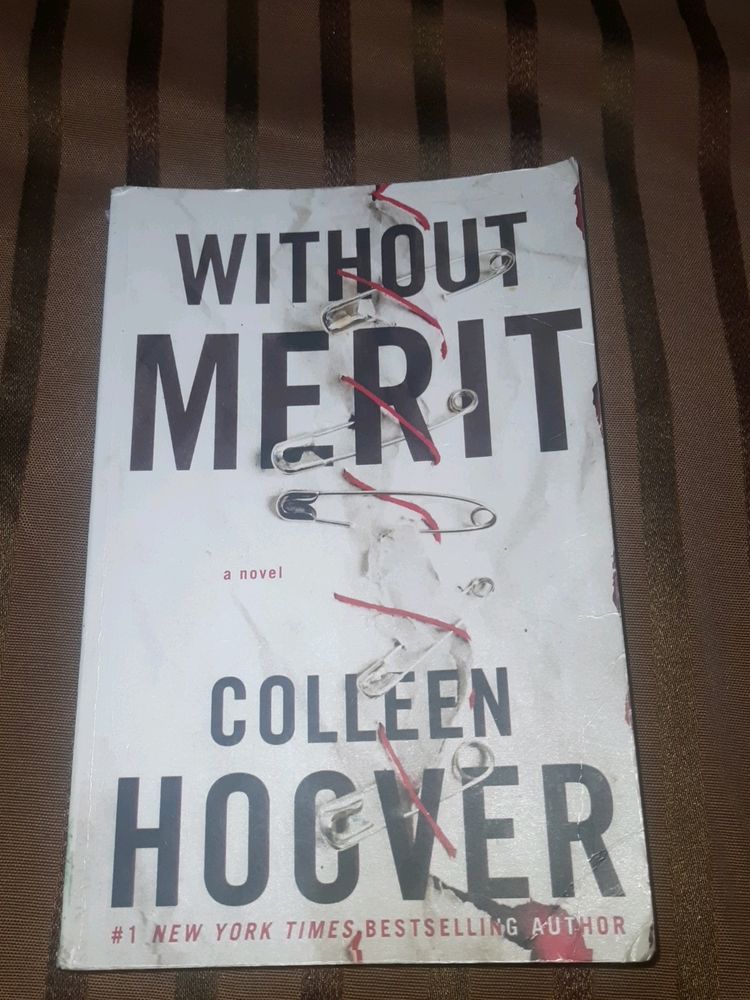 WITHOUT
MERIT
a novel
COLLEEN
HOOVER
#1 NEW YORK TIMES BESTSELLING AUTHOR